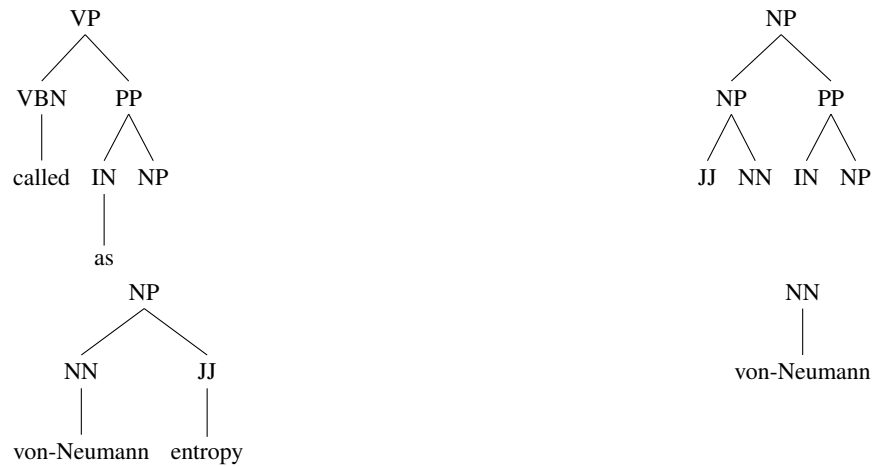 VP NP
VBN PP NP PP
called IN NP JJ NN IN NP
as
NP NN
NN JJ von-Neumann
von-Neumann entropy